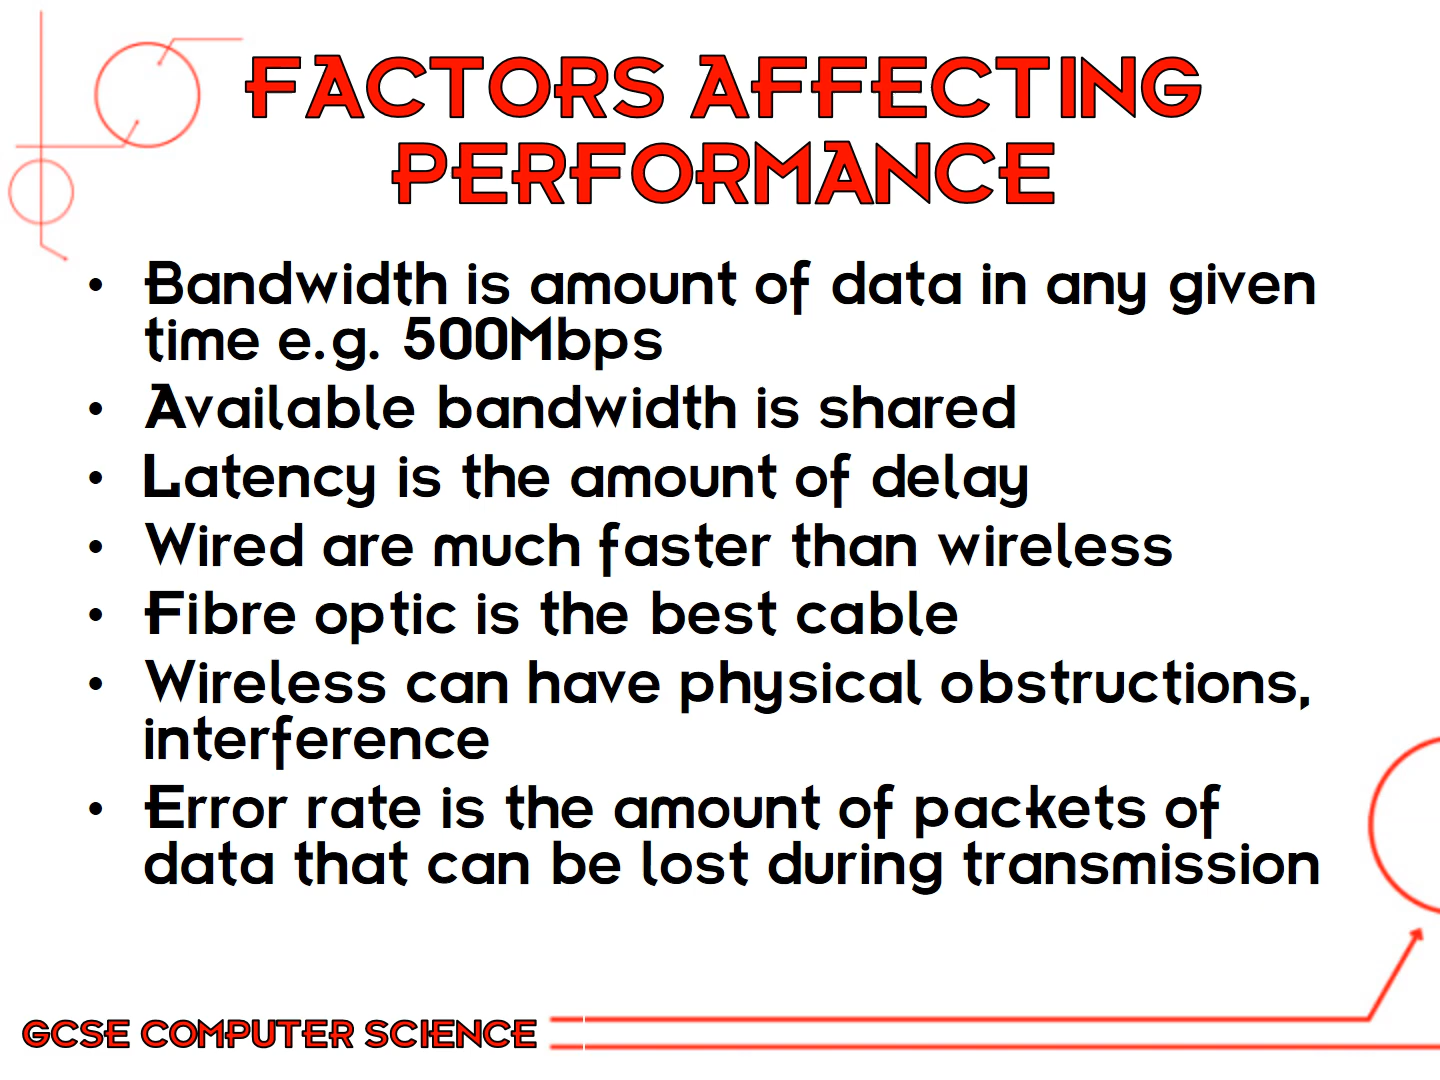 FACTORS AFFECTING
PERFORMANCE
• Bandwidth is amount of data in any given
time e.g. 500Mbps
• Available bandwidth is shared
• Latency is the amount of delay
• Wired are much faster than wireless
• Fibre optic is the best cable
• Wireless can have physical obstructions,
interference
• Error rate is the amount of packets of
data that can be lost during transmission
GCSE COMPUTER SCIENCE